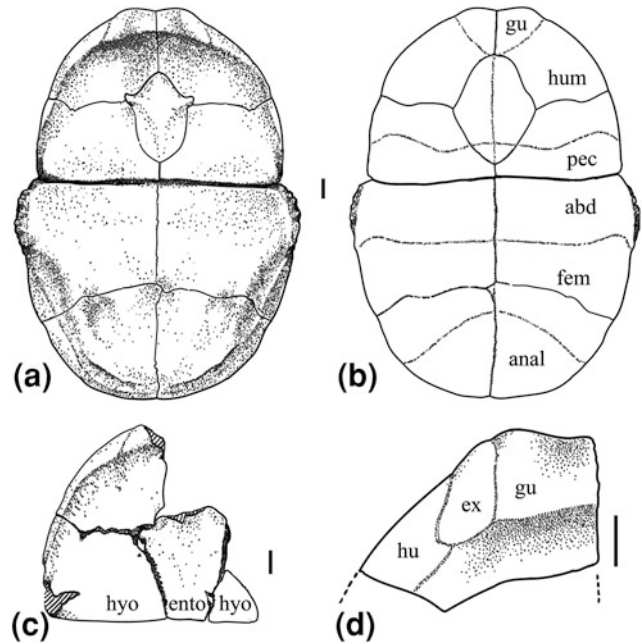 gu
hum
pec
abd
fem
anal
(a)
(b)
ex
gu
hu
hyo ento hyo
(c)
(d)